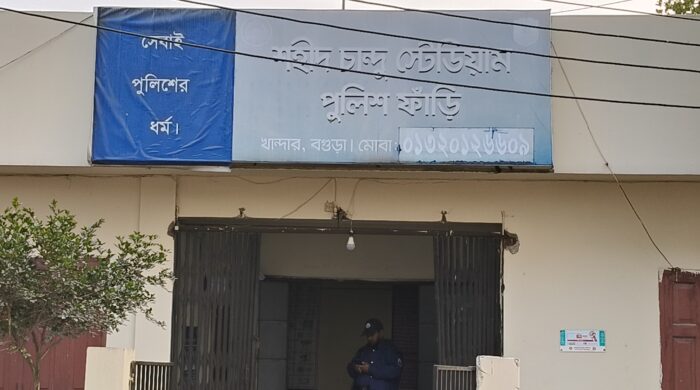 সেবাই
পুলিশের
ধর্ম।
শহীদ চান্দু স্টেডিয়াম
পুলিশ ফাঁড়ি
খান্দার, বগুড়া। মোবা: ০১৩২০১২৬৬০৯